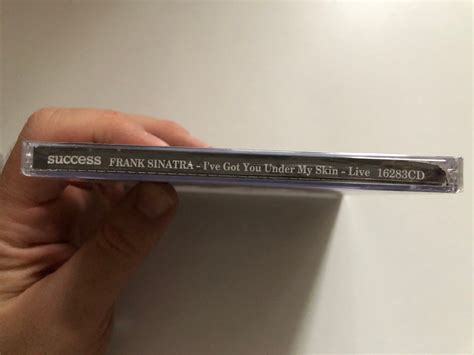 success FRANK SINATRA - I've Got You Under My Skin - Live 16283CD